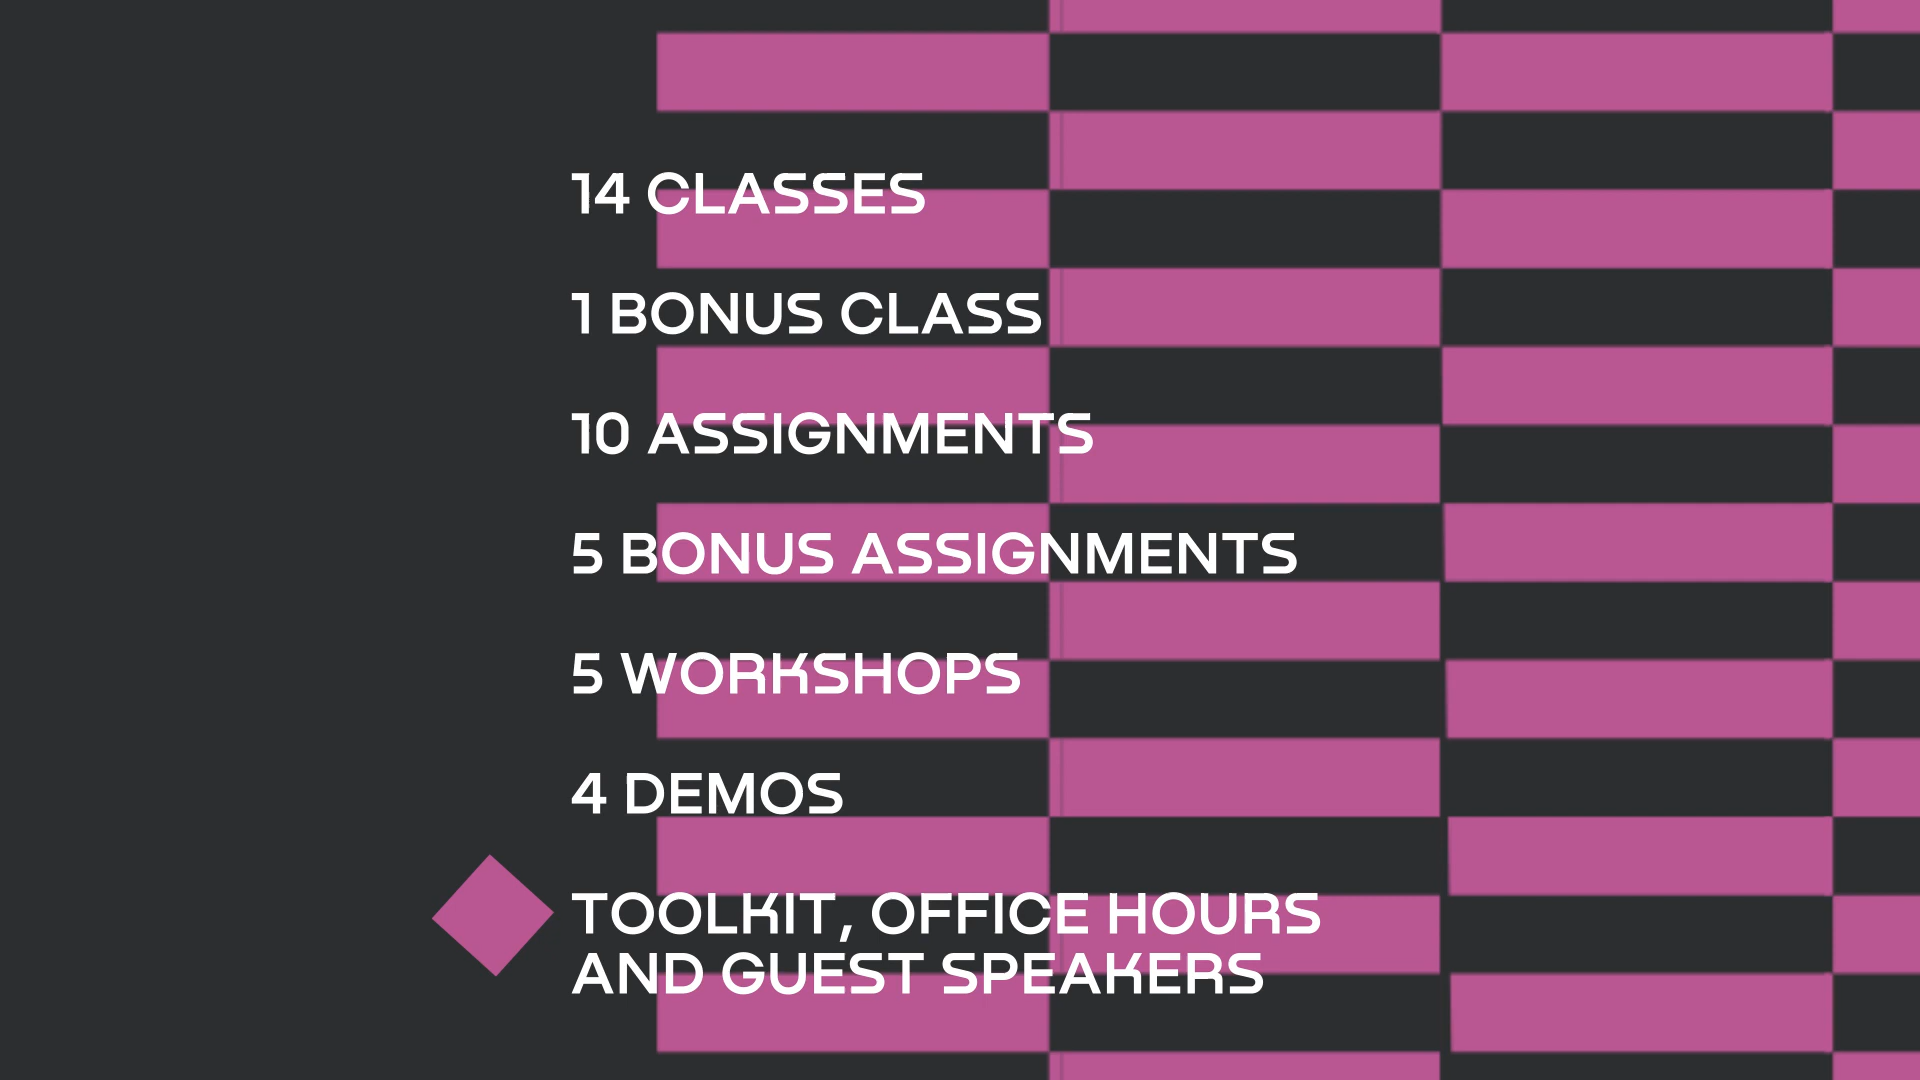 14 CLASSES
1 BONUS CLASS
10 ASSIGNMENTS
5 BONUS ASSIGNMENTS
5 WORKSHOPS
4 DEMOS
TOOLKIT, OFFICE HOURS
AND GUEST SPEAKERS